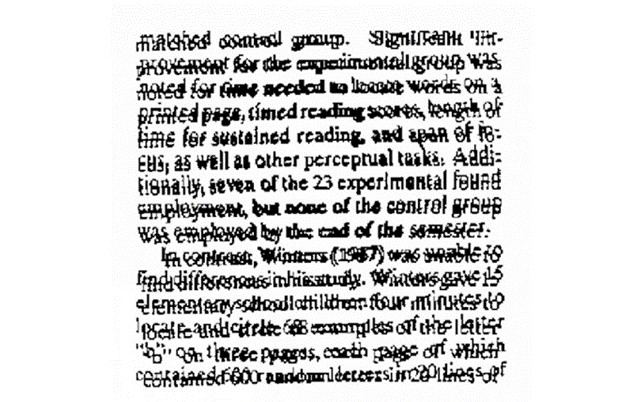 matched control group. Significant im-
provement for the experimental group was
noted for time needed to locate words on a
printed page, timed reading scores, length of
time for sustained reading, and span of fo-
cus, as well as other perceptual tasks. Addi-
tionally, seven of the 23 experimental found
employment, but none of the control group
was employed by the end of the semester.
In contrast, Winters (1987) was unable to
find differences in his study. Winters gave 15
elementary school children four minutes to
locate and circle 68 examples of the letter
"b" on three pages, each page of which
contained 600 random letters in 20 lines of